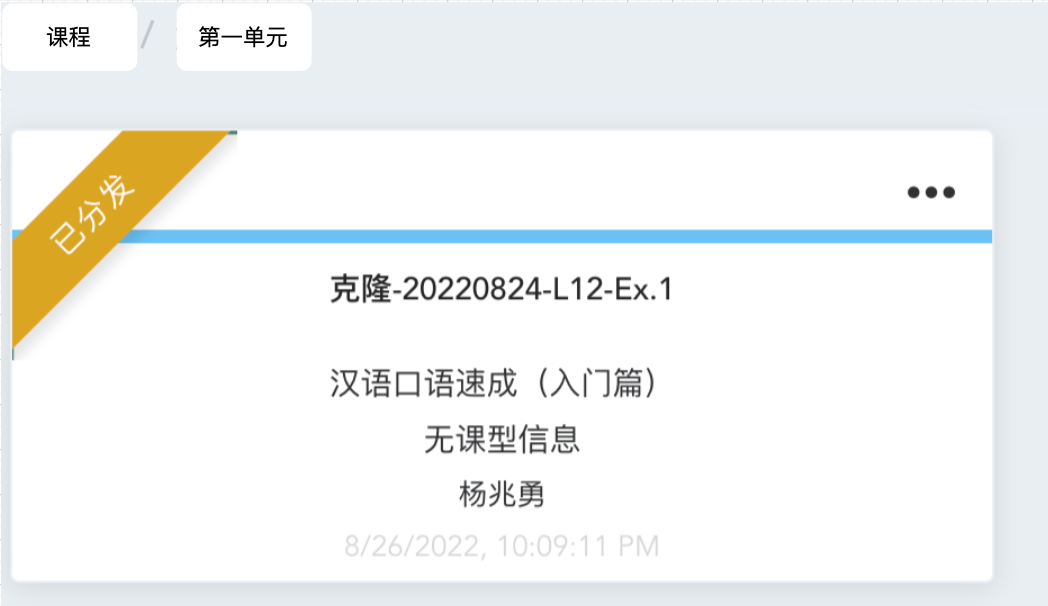 课程 / 第一单元
已分发
•••
克隆-20220824-L12-Ex.1
汉语口语速成（入门篇）
无课型信息
杨兆勇
8/26/2022, 10:09:11 PM